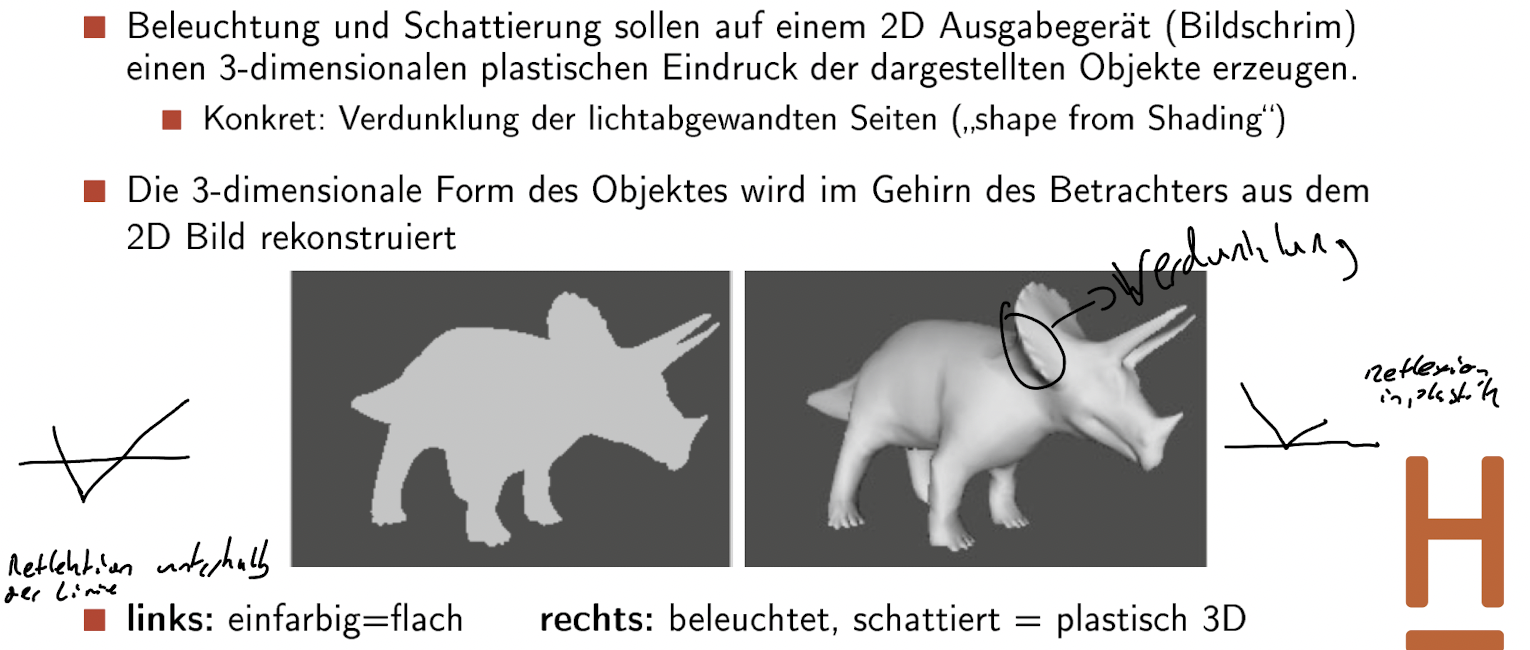 Beleuchtung und Schattierung sollen auf einem 2D Ausgabegerät (Bildschrim)
einen 3-dimensionalen plastischen Eindruck der dargestellten Objekte erzeugen.
Konkret: Verdunklung der lichtabgewandten Seiten („shape from Shading“)
Die 3-dimensionale Form des Objektes wird im Gehirn des Betrachters aus dem
2D Bild rekonstruiert
Verdunklung
Reflexion
in
Reflektion unterhalb
der Linie
links: einfarbig=flach rechts: beleuchtet, schattiert = plastisch 3D
H